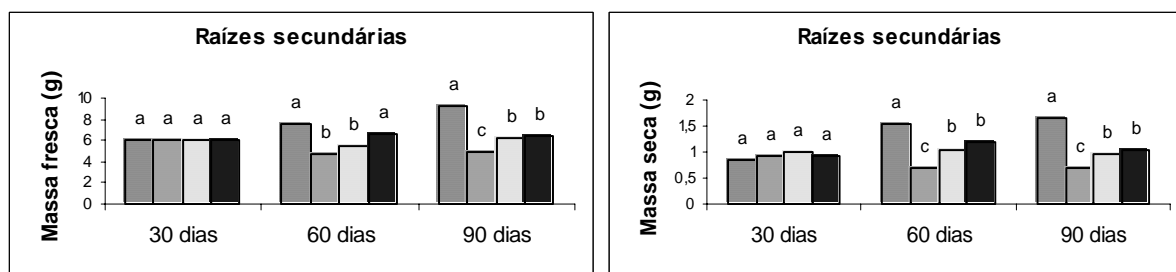 Raízes secundárias
Massa fresca (g)
10
8
6
4
2
0
a a a a
a b b a
a c b b
30 dias 60 dias 90 dias
Raízes secundárias
Massa seca (g)
2
1,5
1
0,5
0
a a a a
a c b b
a c b b
30 dias 60 dias 90 dias